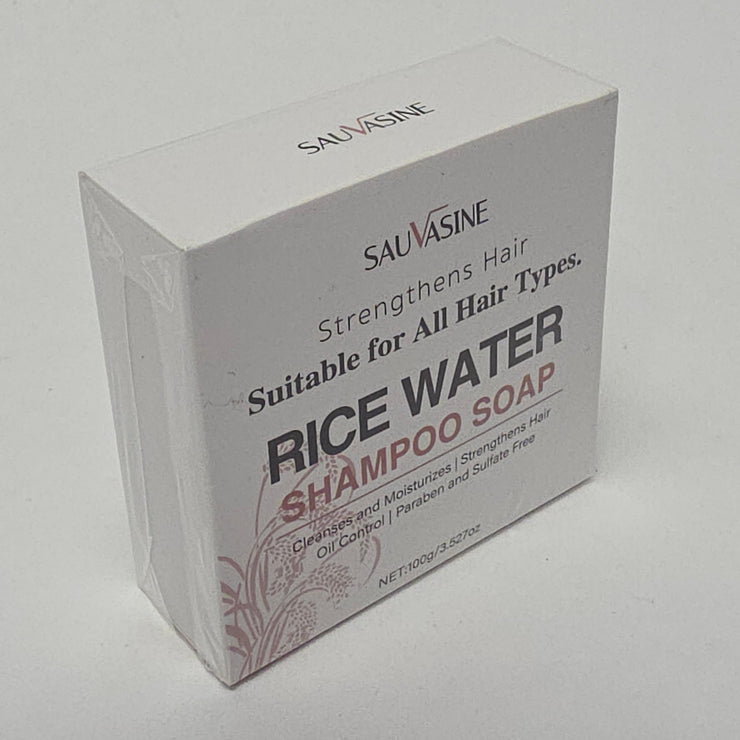 SAUVASINE
SAUVASINE
Strengthens Hair
Suitable for All Hair Types.
RICE WATER
SHAMPOO SOAP
Cleanses and Moisturizes | Strengthens Hair
Oil Control | Paraben and Sulfate Free
NET:100g/3.527oz